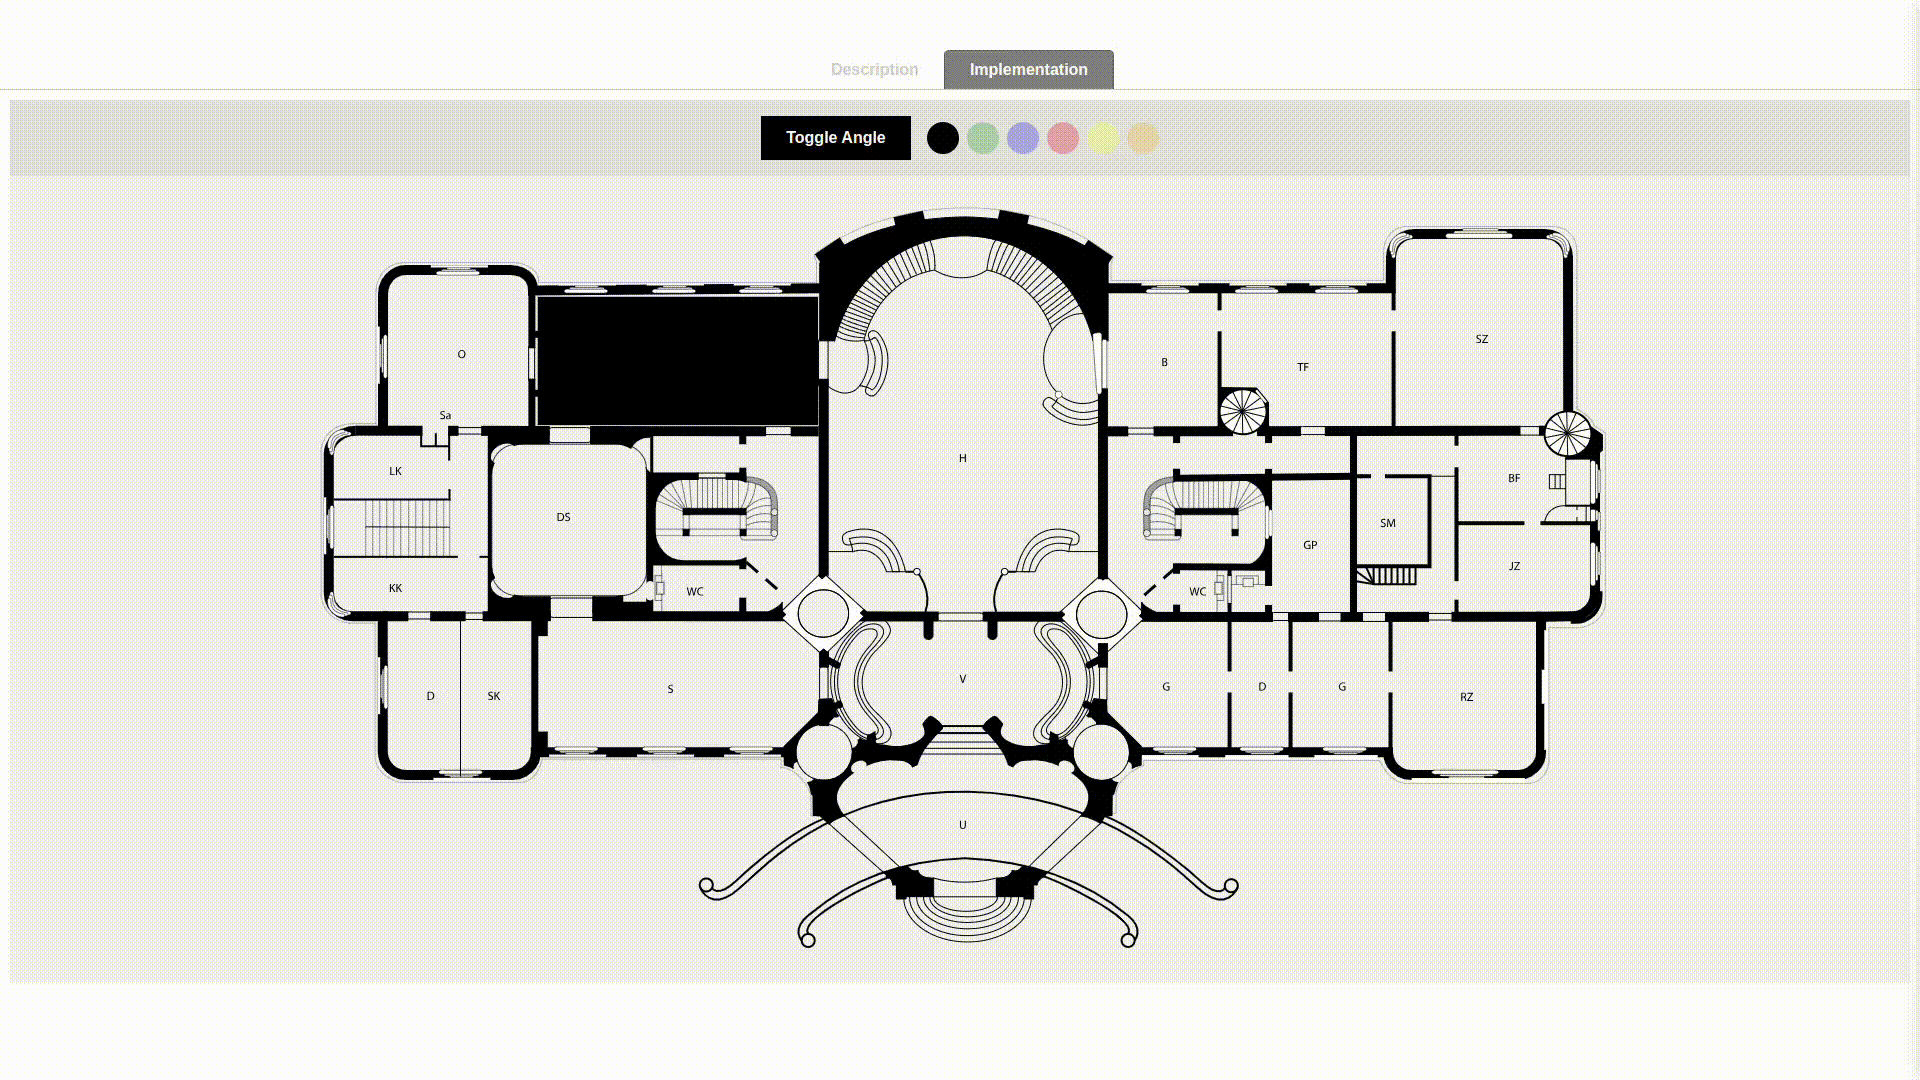 Description Implementation
Toggle Angle
SZ
O
B
TF
Sa
H
LK
BF
DS
SM
GP
JZ
KK
WC
WC
V
S
G
D
G
D
SK
RZ
U